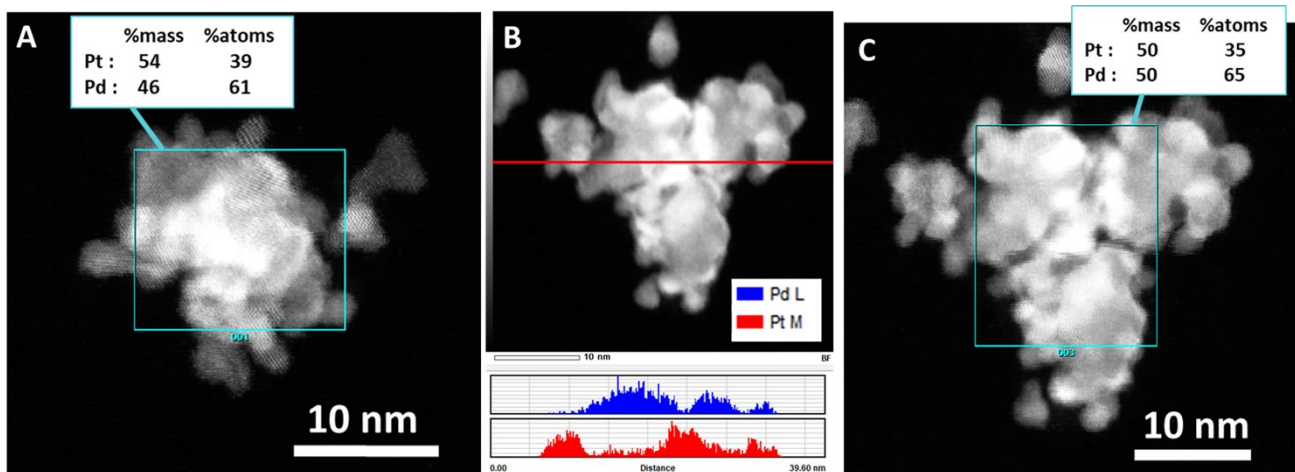 A
%mass %atoms
Pt : 54 39
Pd : 46 61
001
10 nm
B
Pd L
Pt M
10 nm
BF
0.00 Distance 39.60 nm
C
%mass %atoms
Pt : 50 35
Pd : 50 65
003
10 nm